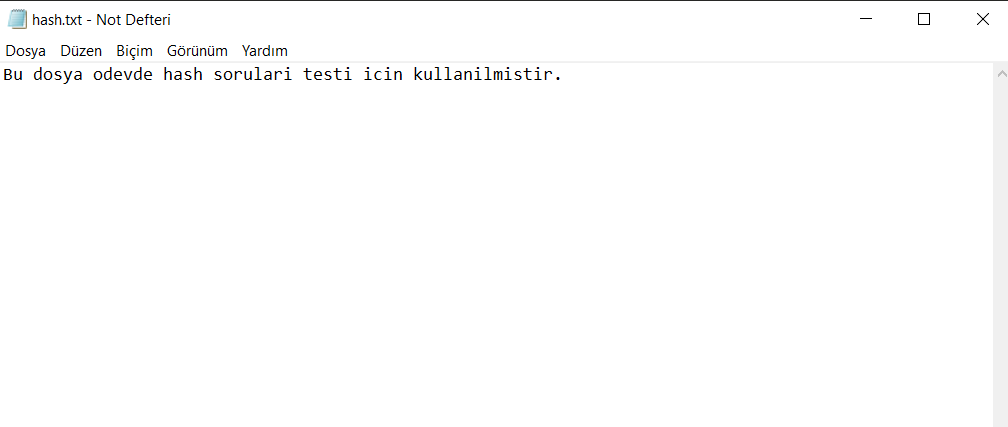 hash.txt - Not Defteri
Dosya Düzen Biçim Görünüm Yardım
Bu dosya odevde hash sorulari testi icin kullanilmistir.